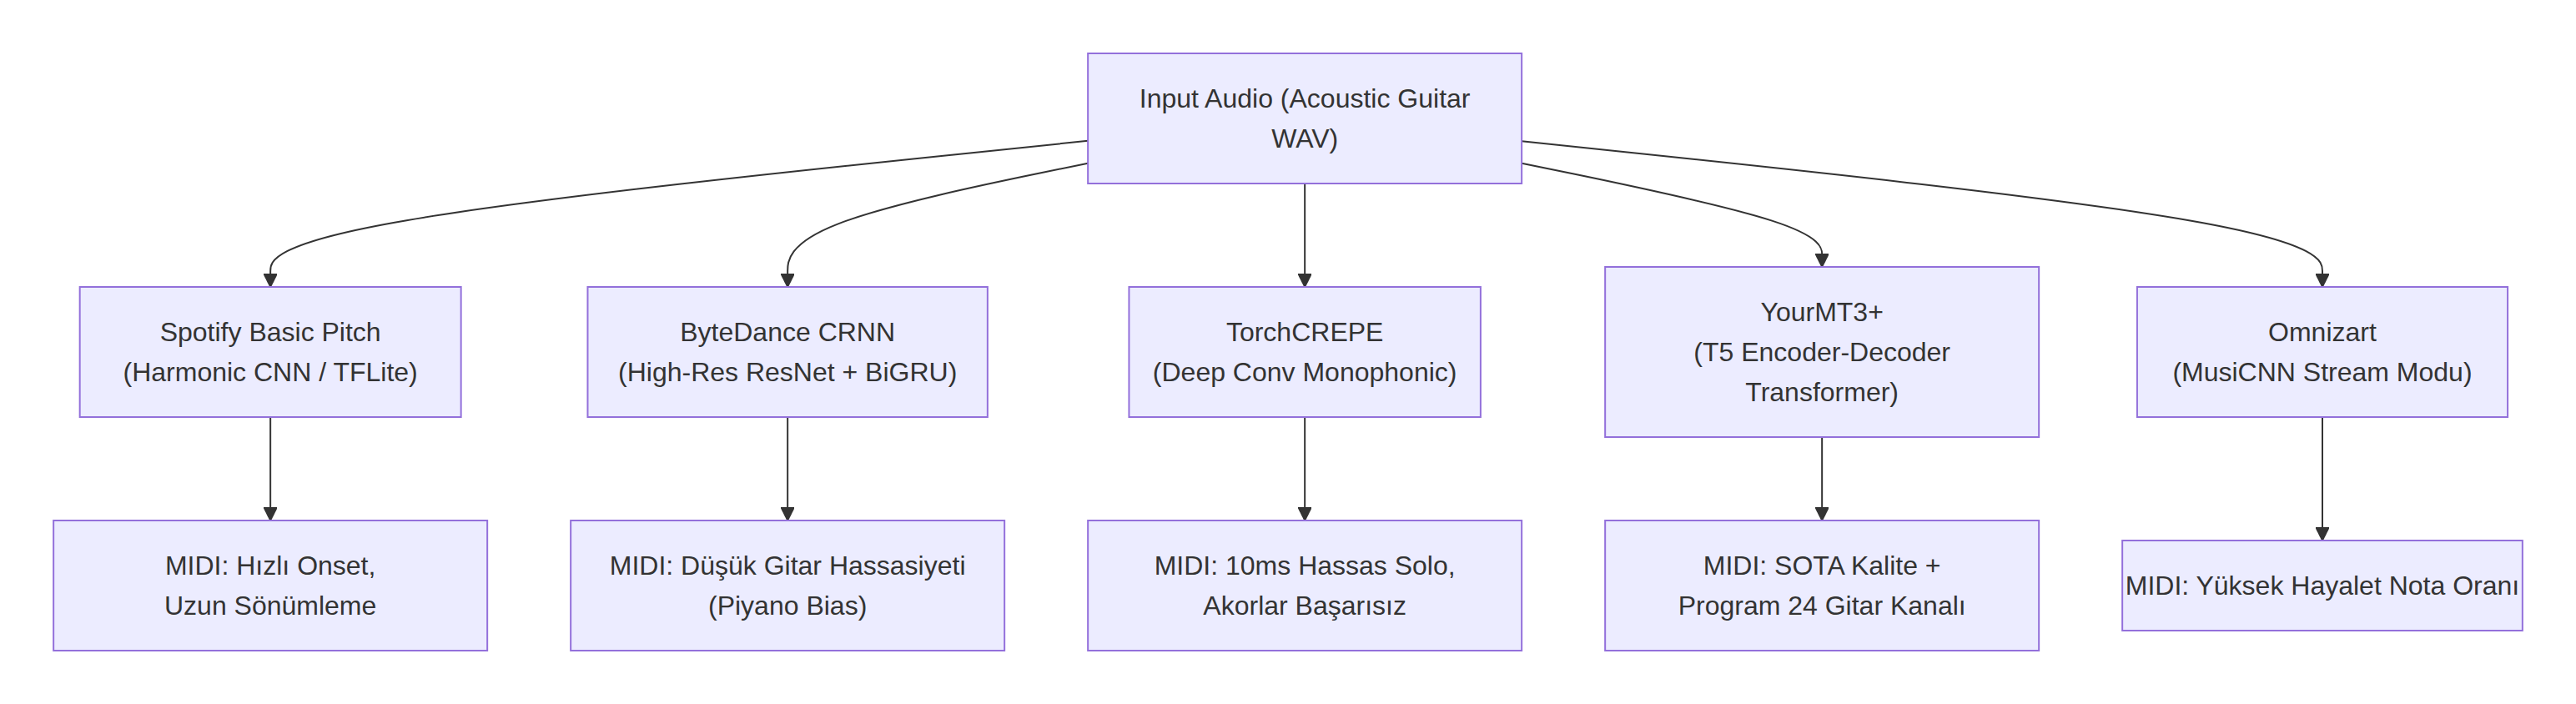 Input Audio (Acoustic Guitar
WAV)
Spotify Basic Pitch
(Harmonic CNN / TFLite)
ByteDance CRNN
(High-Res ResNet + BiGRU)
TorchCREPE
(Deep Conv Monophonic)
YourMT3+
(T5 Encoder-Decoder
Transformer)
Omnizart
(MusiCNN Stream Modu)
MIDI: Hızlı Onset,
Uzun Sönümleme
MIDI: Düşük Gitar Hassasiyeti
(Piyano Bias)
MIDI: 10ms Hassas Solo,
Akorlar Başarısız
MIDI: SOTA Kalite +
Program 24 Gitar Kanalı
MIDI: Yüksek Hayalet Nota Oranı